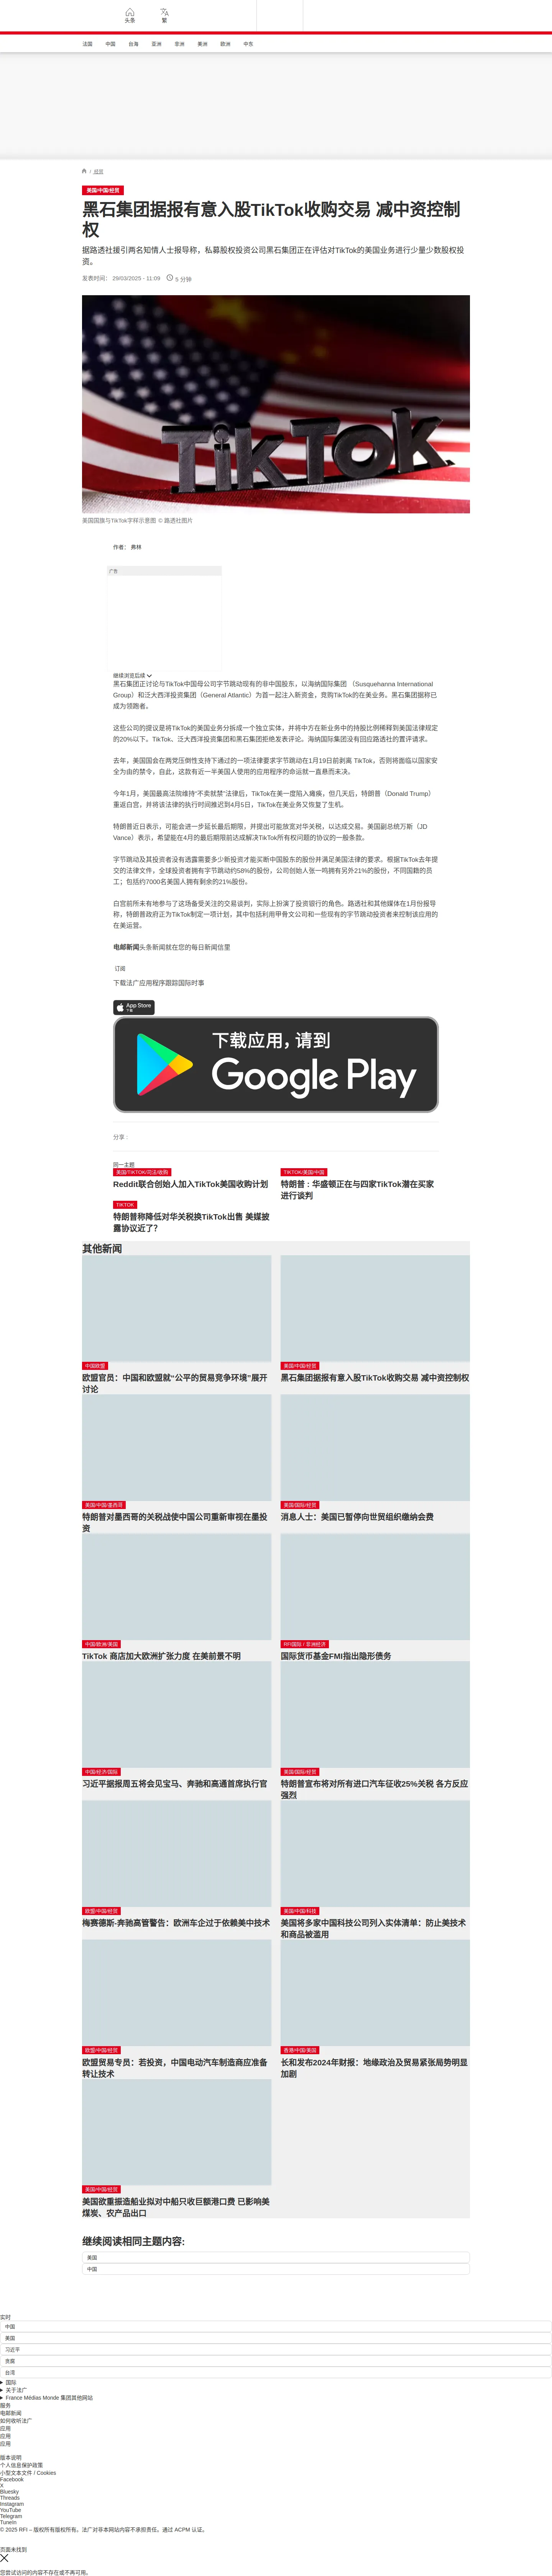 头条
繁
法国
中国
台海
亚洲
非洲
美洲
欧洲
中东
/ 经贸
美国/中国/经贸
黑石集团据报有意入股TikTok收购交易 减中资控制
权
据路透社援引两名知情人士报导称，私募股权投资公司黑石集团正在评估对TikTok的美国业务进行少量少数股权投
资。
发表时间： 29/03/2025 - 11:09
5 分钟
TIKTOK
美国国旗与TikTok字样示意图 © 路透社图片
作者： 弗林
广告
继续浏览后续
黑石集团正讨论与TikTok中国母公司字节跳动现有的非中国股东，以海纳国际集团 （Susquehanna International
Group）和泛大西洋投资集团（General Atlantic）为首一起注入新资金，竞购TikTok的在美业务。黑石集团据称已
成为领跑者。
这些公司的提议是将TikTok的美国业务分拆成一个独立实体，并将中方在新业务中的持股比例稀释到美国法律规定
的20%以下。TikTok、泛大西洋投资集团和黑石集团拒绝发表评论。海纳国际集团没有回应路透社的置评请求。
去年，美国国会在两党压倒性支持下通过的一项法律要求字节跳动在1月19日前剥离 TikTok，否则将面临以国家安
全为由的禁令，自此，这款有近一半美国人使用的应用程序的命运就一直悬而未决。
今年1月，美国最高法院维持“不卖就禁”法律后，TikTok在美一度陷入瘫痪，但几天后，特朗普（Donald Trump）
重返白宫，并将该法律的执行时间推迟到4月5日，TikTok在美业务又恢复了生机。
特朗普近日表示，可能会进一步延长最后期限，并提出可能放宽对华关税，以达成交易。美国副总统万斯（JD
Vance）表示，希望能在4月的最后期限前达成解决TikTok所有权问题的协议的一般条款。
字节跳动及其投资者没有透露需要多少新投资才能买断中国股东的股份并满足美国法律的要求。根据TikTok去年提
交的法律文件，全球投资者拥有字节跳动约58%的股份，公司创始人张一鸣拥有另外21%的股份，不同国籍的员
工；包括约7000名美国人拥有剩余的21%股份。
白宫前所未有地参与了这场备受关注的交易谈判，实际上扮演了投资银行的角色。路透社和其他媒体在1月份报导
称，特朗普政府正为TikTok制定一项计划，其中包括利用甲骨文公司和一些现有的字节跳动投资者来控制该应用的
在美运营。
电邮新闻头条新闻就在您的每日新闻信里
订阅
下载法广应用程序跟踪国际时事
App Store
下载
下载应用，请到
Google Play
分享 :
同一主题
美国/TIKTOK/司法/收购
Reddit联合创始人加入TikTok美国收购计划
TIKTOK/美国/中国
特朗普 : 华盛顿正在与四家TikTok潜在买家
进行谈判
TIKTOK
特朗普称降低对华关税换TikTok出售 美媒披
露协议近了?
其他新闻
中国欧盟
欧盟官员：中国和欧盟就“公平的贸易竞争环境”展开
讨论
美国/中国/经贸
黑石集团据报有意入股TikTok收购交易 减中资控制权
美国/中国/墨西哥
特朗普对墨西哥的关税战使中国公司重新审视在墨投
资
美国/国际/经贸
消息人士：美国已暂停向世贸组织缴纳会费
中国/欧洲/美国
TikTok 商店加大欧洲扩张力度 在美前景不明
RFI国际 / 非洲经济
国际货币基金FMI指出隐形债务
中国/经济/国际
习近平据报周五将会见宝马、奔驰和高通首席执行官
美国/国际/经贸
特朗普宣布将对所有进口汽车征收25%关税 各方反应
强烈
欧盟/中国/经贸
梅赛德斯-奔驰高管警告：欧洲车企过于依赖美中技术
美国/中国/科技
美国将多家中国科技公司列入实体清单：防止美技术
和商品被滥用
欧盟/中国/经贸
欧盟贸易专员：若投资，中国电动汽车制造商应准备
转让技术
香港/中国/美国
长和发布2024年财报：地缘政治及贸易紧张局势明显
加剧
美国/中国/经贸
美国欲重振造船业拟对中船只收巨额港口费 已影响美
煤炭、农产品出口
继续阅读相同主题内容:
美国
中国
实时
中国
美国
习近平
贪腐
台湾
国际
关于法广
France Médias Monde 集团其他网站
服务
电邮新闻
如何收听法广
应用
应用
应用
版本说明
个人信息保护政策
小型文本文件 / Cookies
Facebook
X
Bluesky
Threads
Instagram
YouTube
Telegram
TuneIn
© 2025 RFI – 版权所有版权所有。法广对非本网站内容不承担责任。通过 ACPM 认证。
页面未找到
您尝试访问的内容不存在或不再可用。